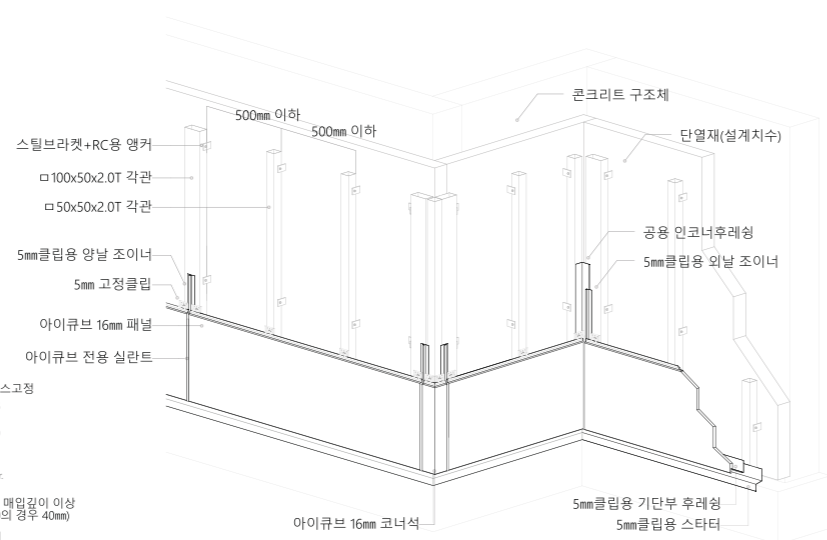 콘크리트 구조체
500㎜ 이하
500㎜ 이하
단열재(설계치수)
스틸브라켓+RC용 앵커
ㅁ100x50x2.0T 각관
ㅁ50x50x2.0T 각관
공용 인코너후레슁
5㎜클립용 양날 조이너
5㎜클립용 외날 조이너
5㎜ 고정클립
아이큐브 16㎜ 패널
아이큐브 전용 실란트
스고정
매입깊이 이상
의 경우 40㎜)
5㎜클립용 기단부 후레슁
아이큐브 16㎜ 코너석
5㎜클립용 스타터